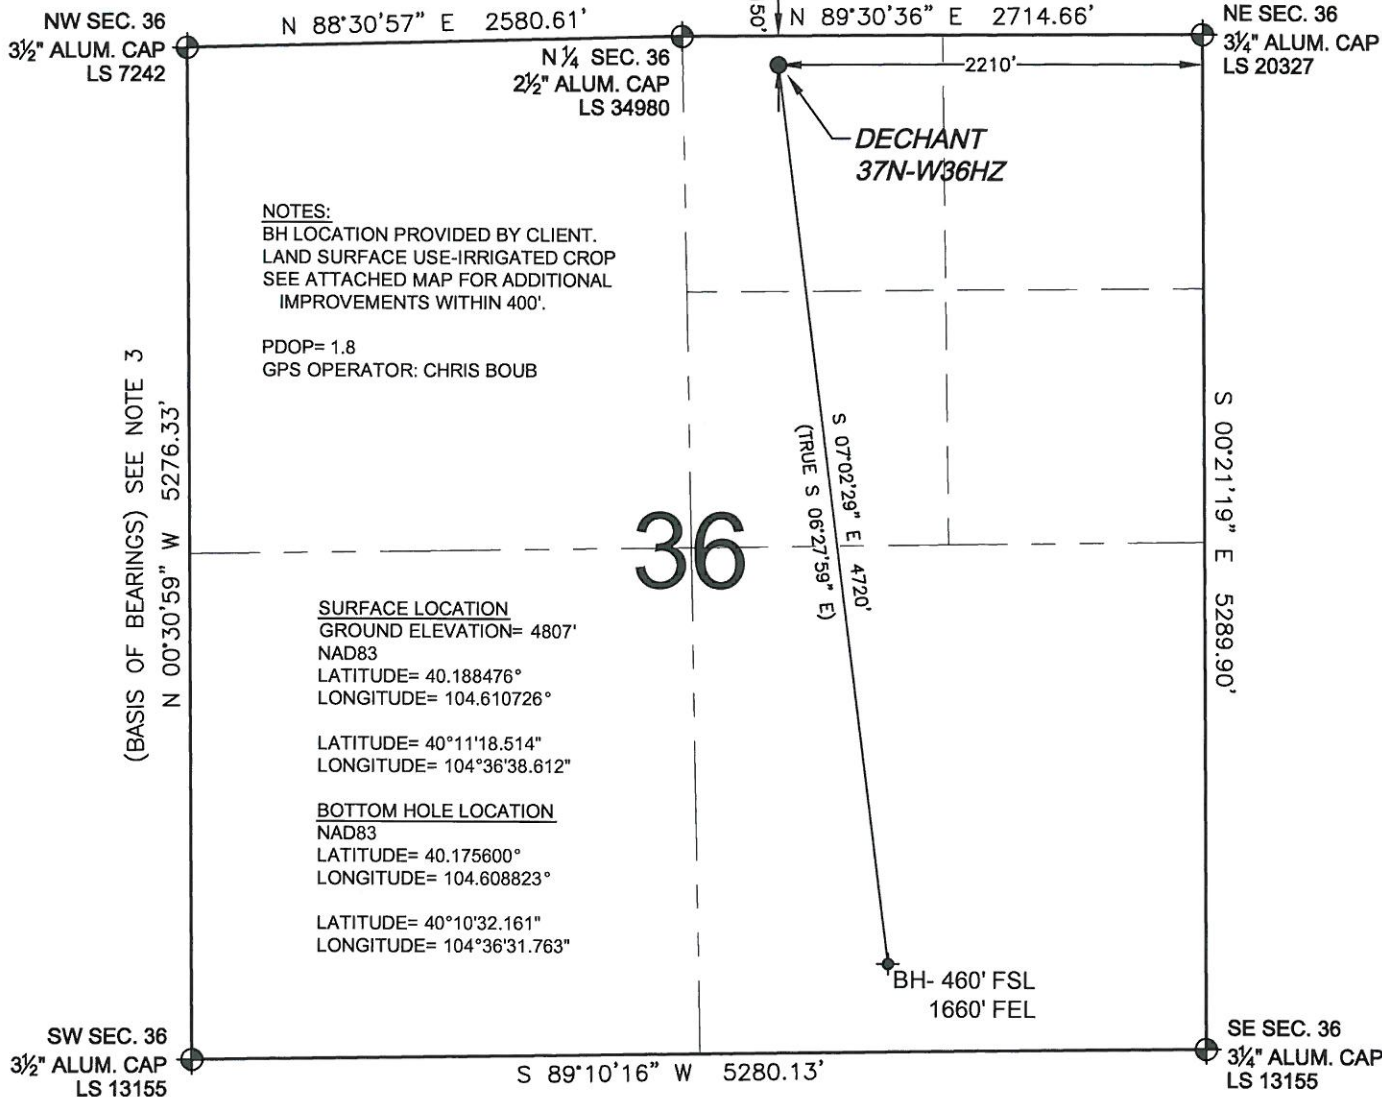 NW SEC. 36
3½" ALUM. CAP
LS 7242
N 88°30'57" E 2580.61'
N ¼ SEC. 36
2½" ALUM. CAP
LS 34980
50'
N 89°30'36" E 2714.66'
NE SEC. 36
3¼" ALUM. CAP
LS 20327
2210'
DECHANT
37N-W36HZ
NOTES:
BH LOCATION PROVIDED BY CLIENT.
LAND SURFACE USE-IRRIGATED CROP
SEE ATTACHED MAP FOR ADDITIONAL
IMPROVEMENTS WITHIN 400'.
PDOP= 1.8
GPS OPERATOR: CHRIS BOUB
(BASIS OF BEARINGS) SEE NOTE 3
N 00°30'59" W 5276.33'
S 07°02'29" E 4720'
(TRUE S 06°27'59" E)
S 00°21'19" E 5289.90'
36
SURFACE LOCATION
GROUND ELEVATION= 4807'
NAD83
LATITUDE= 40.188476°
LONGITUDE= 104.610726°
LATITUDE= 40°11'18.514"
LONGITUDE= 104°36'38.612"
BOTTOM HOLE LOCATION
NAD83
LATITUDE= 40.175600°
LONGITUDE= 104.608823°
LATITUDE= 40°10'32.161"
LONGITUDE= 104°36'31.763"
BH- 460' FSL
1660' FEL
SW SEC. 36
3½" ALUM. CAP
LS 13155
S 89°10'16" W 5280.13'
SE SEC. 36
3¼" ALUM. CAP
LS 13155